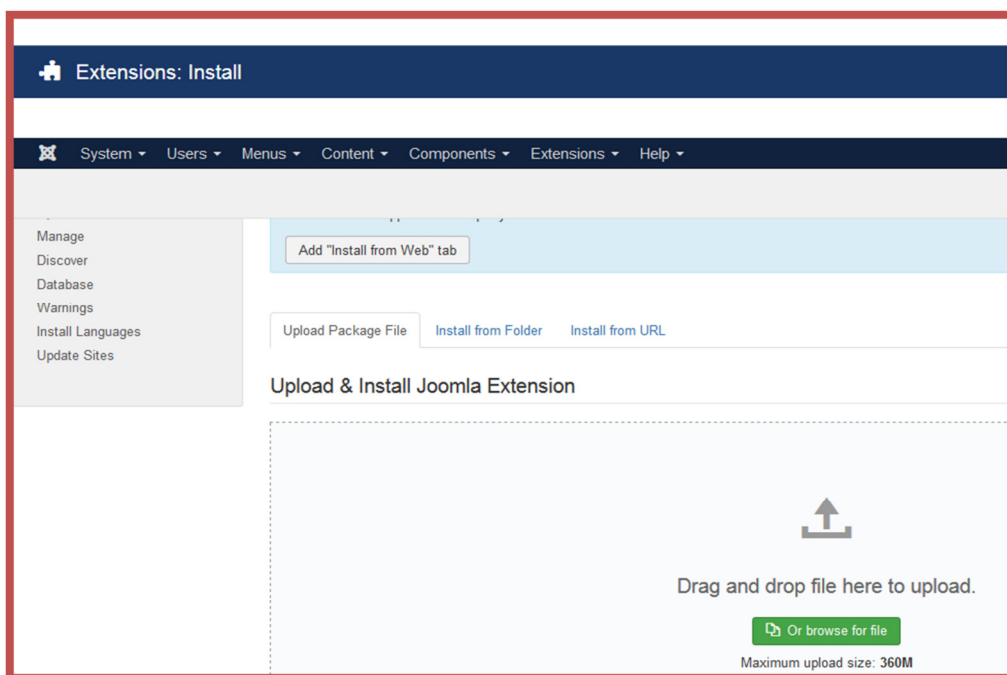 Extensions: Install
System Users Menus Content Components Extensions Help
Manage
Discover
Database
Warnings
Install Languages
Update Sites
Add "Install from Web" tab
Upload Package File Install from Folder Install from URL
Upload & Install Joomla Extension
Drag and drop file here to upload.
Or browse for file
Maximum upload size: 360M